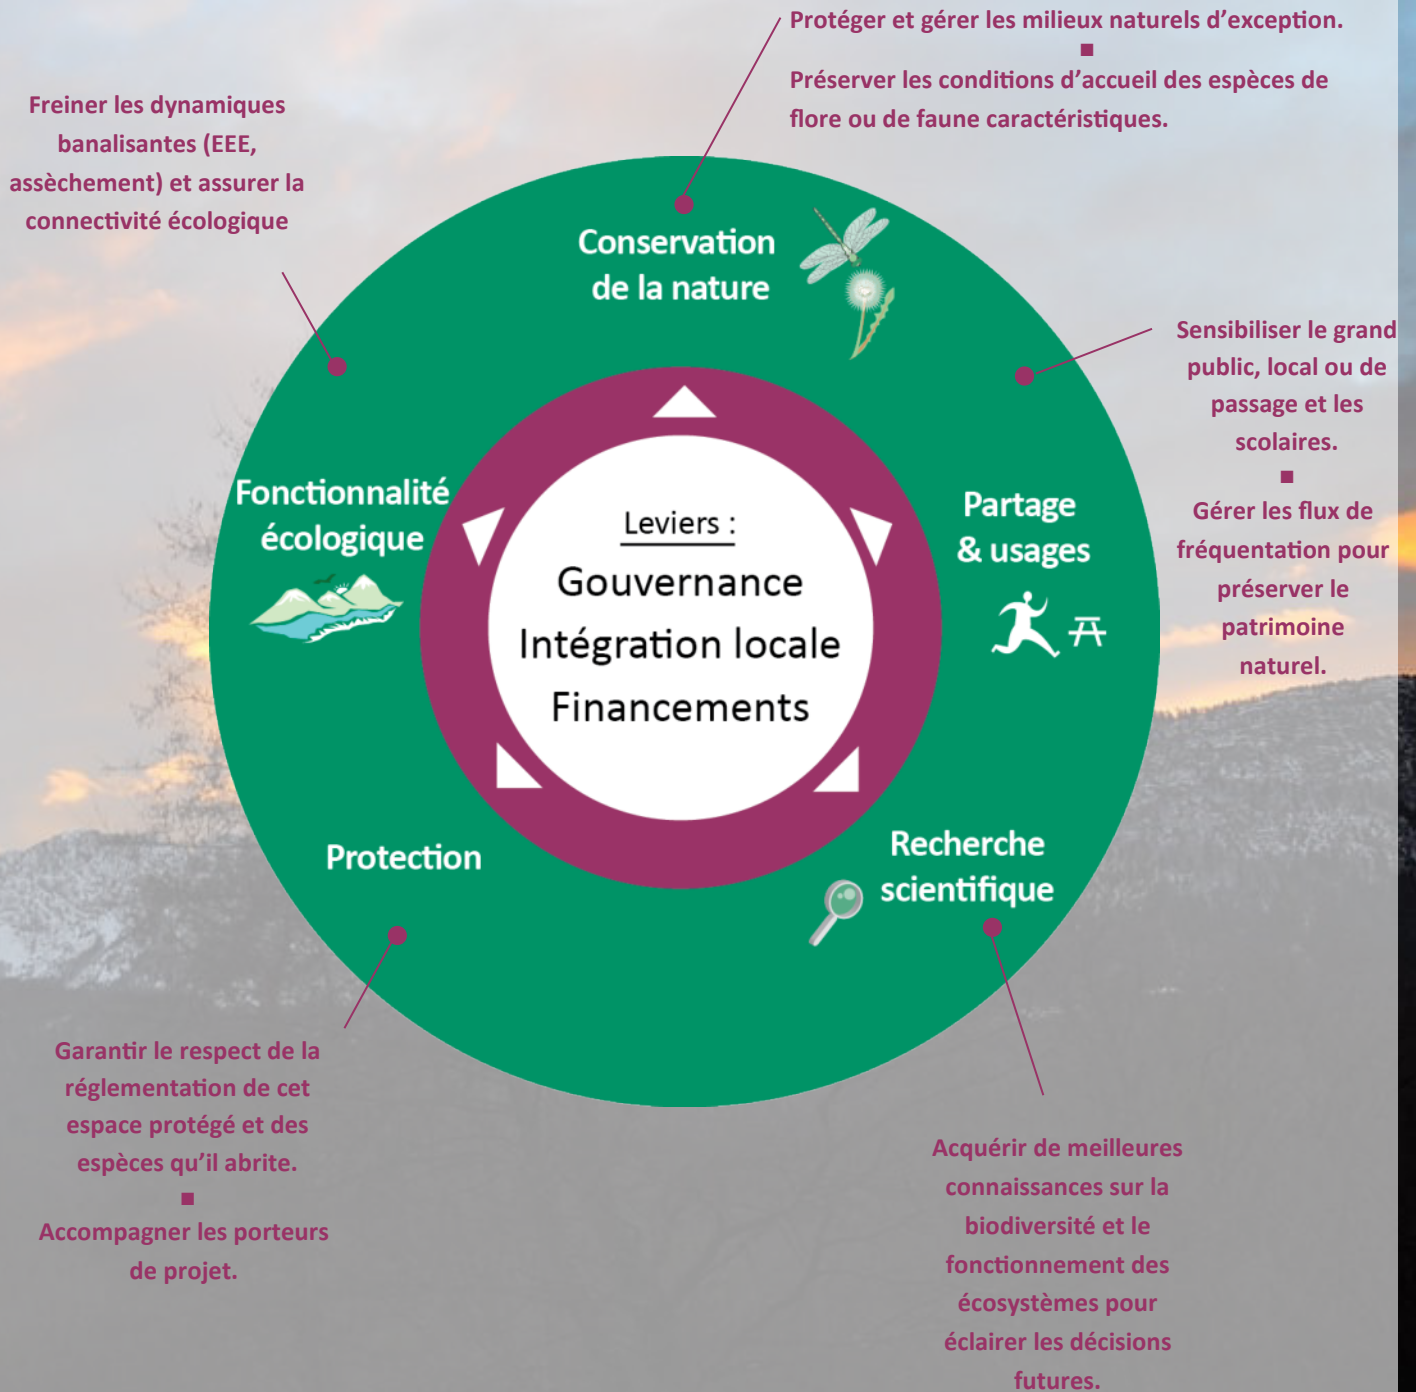 Protéger et gérer les milieux naturels d’exception.
■
Préserver les conditions d’accueil des espèces de
flore ou de faune caractéristiques.
Freiner les dynamiques
banalisantes (EEE,
assèchement) et assurer la
connectivité écologique
Conservation
de la nature
Sensibiliser le grand
public, local ou de
passage et les
scolaires.
■
Gérer les flux de
fréquentation pour
préserver le
patrimoine
naturel.
Fonctionnalité
écologique
Partage
& usages
Leviers :
Gouvernance
Intégration locale
Financements
Protection
Recherche
scientifique
Garantir le respect de la
réglementation de cet
espace protégé et des
espèces qu’il abrite.
■
Accompagner les porteurs
de projet.
Acquérir de meilleures
connaissances sur la
biodiversité et le
fonctionnement des
écosystèmes pour
éclairer les décisions
futures.